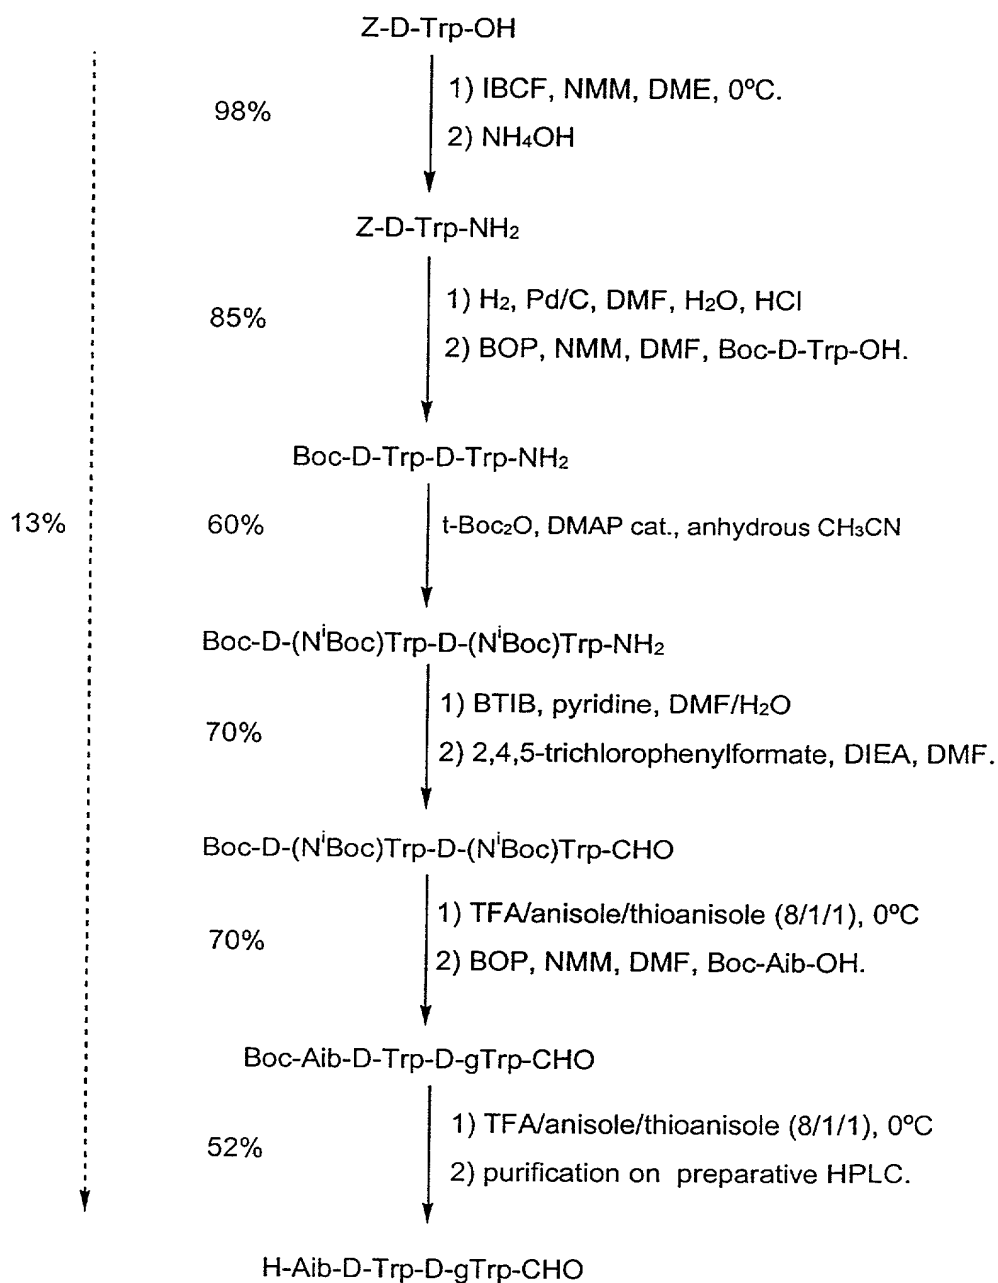 Z-D-Trp-OH
98%
1) IBCF, NMM, DME, 0ºC.
2) NH₄OH
Z-D-Trp-NH₂
85%
1) H₂, Pd/C, DMF, H₂O, HCl
2) BOP, NMM, DMF, Boc-D-Trp-OH.
Boc-D-Trp-D-Trp-NH₂
13%
60%
t-Boc₂O, DMAP cat., anhydrous CH₃CN
Boc-D-(NⁱBoc)Trp-D-(NⁱBoc)Trp-NH₂
70%
1) BTIB, pyridine, DMF/H₂O
2) 2,4,5-trichlorophenylformate, DIEA, DMF.
Boc-D-(NⁱBoc)Trp-D-(NⁱBoc)Trp-CHO
70%
1) TFA/anisole/thioanisole (8/1/1), 0ºC
2) BOP, NMM, DMF, Boc-Aib-OH.
Boc-Aib-D-Trp-D-gTrp-CHO
52%
1) TFA/anisole/thioanisole (8/1/1), 0ºC
2) purification on preparative HPLC.
H-Aib-D-Trp-D-gTrp-CHO